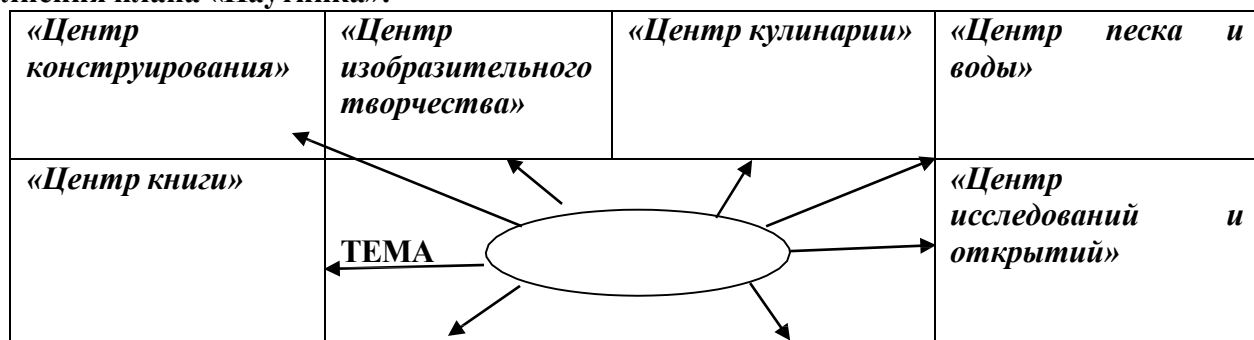 «Центр
конструирования»
«Центр
изобразительного
творчества»
«Центр кулинарии»
«Центр песка и
воды»
«Центр книги»
ТЕМА
«Центр
исследований и
открытий»